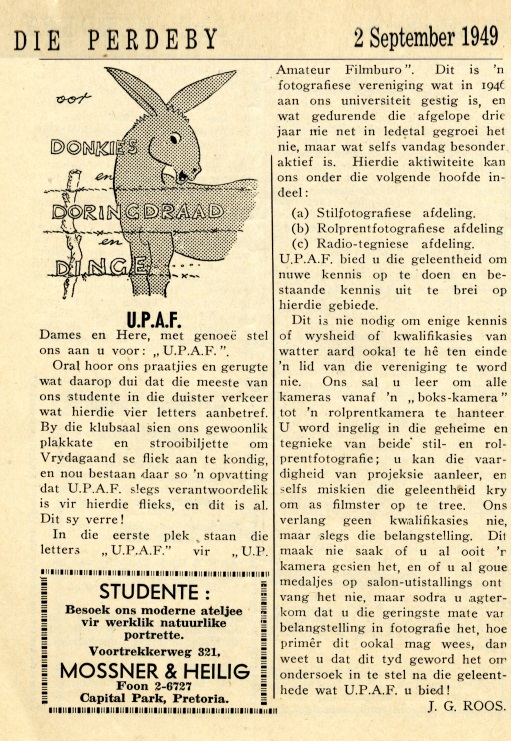 DIE PERDEBY
2 September 1949
oor
DONKIES
en
DORINGDRAAD
en
DINGE
U.P.A.F.
Dames en Here, met genoeë stel
ons aan u voor: „U.P.A.F.”.
Oral hoor ons praatjies en gerugte
wat daarop dui dat die meeste van
ons studente in die duister verkeer
wat hierdie vier letters aanbetref.
By die klubsaal sien ons gewoonlik
plakkate en strooibiljette om
Vrydagaand se fliek aan te kondig,
en nou bestaan daar so 'n opvatting
dat U.P.A.F. slegs verantwoordelik
is vir hierdie flieks, en dit is al.
Dit sy verre!
In die eerste plek staan die
letters „U.P.A.F.” vir „U.P.
STUDENTE :
Besoek ons moderne ateljee
vir werklik natuurlike
portrette.
Voortrekkerweg 321,
MOSSNER & HEILIG
Foon 2-6727
Capital Park, Pretoria.
Amateur Filmburo”. Dit is 'n
fotografiese vereniging wat in 1946
aan ons universiteit gestig is, en
wat gedurende die afgelope drie
jaar nie net in ledetal gegroei het
nie, maar wat selfs vandag besonder
aktief is. Hierdie aktiwiteite kan
ons onder die volgende hoofde in-
deel:
(a) Stilfotografiese afdeling.
(b) Rolprentfotografiese afdeling
(c) Radio-tegniese afdeling.
U.P.A.F. bied u die geleentheid om
nuwe kennis op te doen en be-
staande kennis uit te brei op
hierdie gebiede.
Dit is nie nodig om enige kennis
of wysheid of kwalifikasies van
watter aard ookal te hê ten einde
'n lid van die vereniging te word
nie. Ons sal u leer om alle
kameras vanaf 'n „boks-kamera”
tot 'n rolprentkamera te hanteer
U word ingelig in die geheime en
tegnieke van beide stil- en rol-
prentfotografie; u kan die vaar-
digheid van projeksie aanleer, en
selfs miskien die geleentheid kry
om as filmster op te tree. Ons
verlang geen kwalifikasies nie,
maar slegs die belangstelling. Dit
maak nie saak of u al ooit 'r
kamera gesien het, en of u al goue
medaljes op salon-utistallings ont
vang het nie, maar sodra u agter-
kom dat u die geringste mate var
belangstelling in fotografie het, hoe
primêr dit ookal mag wees, dan
weet u dat dit tyd geword het om
ondersoek in te stel na die geleent-
hede wat U.P.A.F. u bied!
J. G. ROOS.